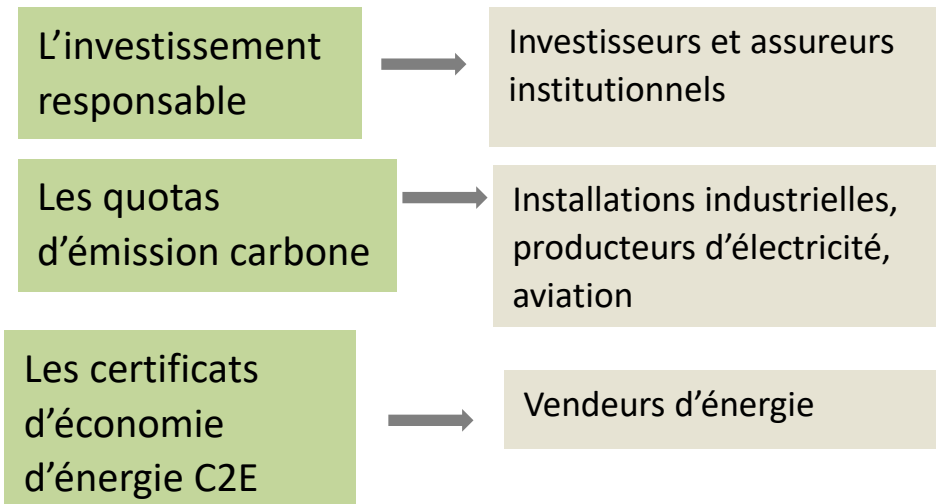 L’investissement
responsable
Investisseurs et assureurs
institutionnels
Les quotas
d’émission carbone
Installations industrielles,
producteurs d’électricité,
aviation
Les certificats
d’économie
d’énergie C2E
Vendeurs d’énergie